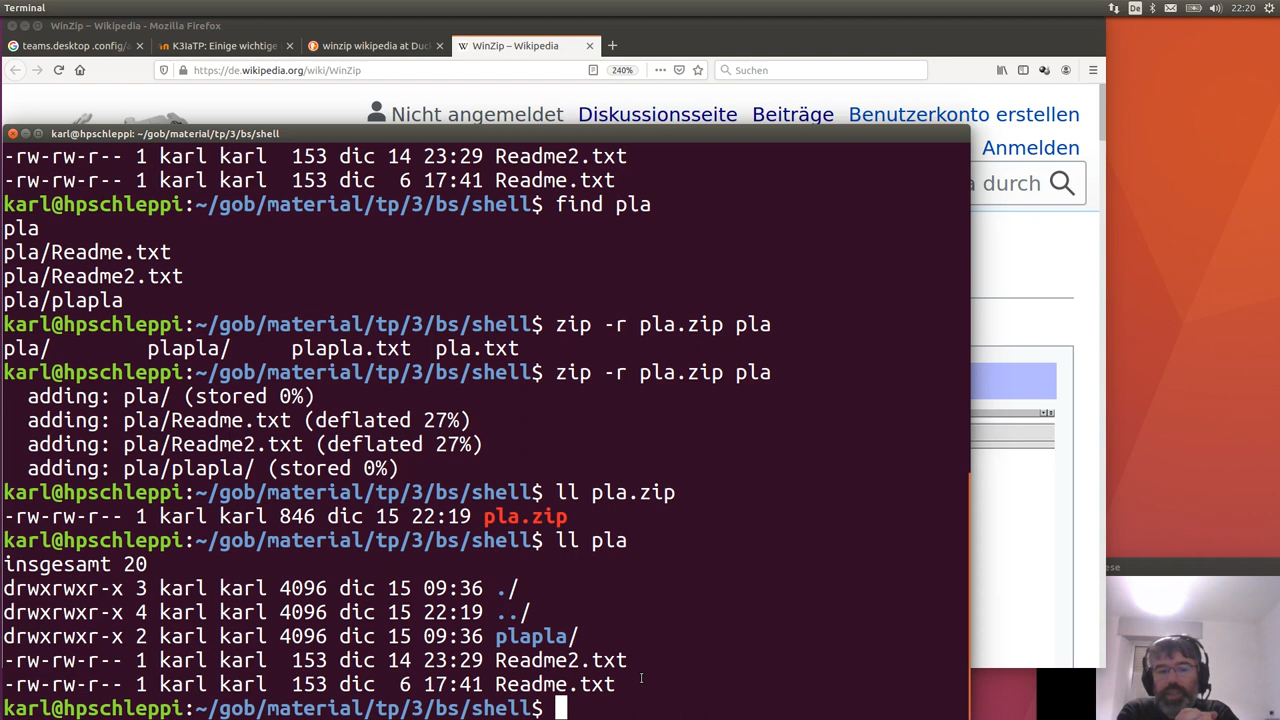 Terminal
De
22:20
WinZip – Wikipedia - Mozilla Firefox
teams.desktop .config/
K3IaTP: Einige wichtige
winzip wikipedia at Duc
W WinZip – Wikipedia
https://de.wikipedia.org/wiki/WinZip
240%
Suchen
Nicht angemeldet Diskussionsseite Beiträge Benutzerkonto erstellen
Anmelden
durch
karl@hpschleppi: ~/gob/material/tp/3/bs/shell
-rw-rw-r-- 1 karl karl  153 dic 14 23:29 Readme2.txt
-rw-rw-r-- 1 karl karl  153 dic  6 17:41 Readme.txt
karl@hpschleppi:~/gob/material/tp/3/bs/shell$ find pla
pla
pla/Readme.txt
pla/Readme2.txt
pla/plapla
karl@hpschleppi:~/gob/material/tp/3/bs/shell$ zip -r pla.zip pla
pla/        plapla/     plapla.txt  pla.txt
karl@hpschleppi:~/gob/material/tp/3/bs/shell$ zip -r pla.zip pla
  adding: pla/ (stored 0%)
  adding: pla/Readme.txt (deflated 27%)
  adding: pla/Readme2.txt (deflated 27%)
  adding: pla/plapla/ (stored 0%)
karl@hpschleppi:~/gob/material/tp/3/bs/shell$ ll pla.zip
-rw-rw-r-- 1 karl karl 846 dic 15 22:19 pla.zip
karl@hpschleppi:~/gob/material/tp/3/bs/shell$ ll pla
insgesamt 20
drwxrwxr-x 3 karl karl 4096 dic 15 09:36 ./
drwxrwxr-x 4 karl karl 4096 dic 15 22:19 ../
drwxrwxr-x 2 karl karl 4096 dic 15 09:36 plapla/
-rw-rw-r-- 1 karl karl  153 dic 14 23:29 Readme2.txt
-rw-rw-r-- 1 karl karl  153 dic  6 17:41 Readme.txt
karl@hpschleppi:~/gob/material/tp/3/bs/shell$
ese